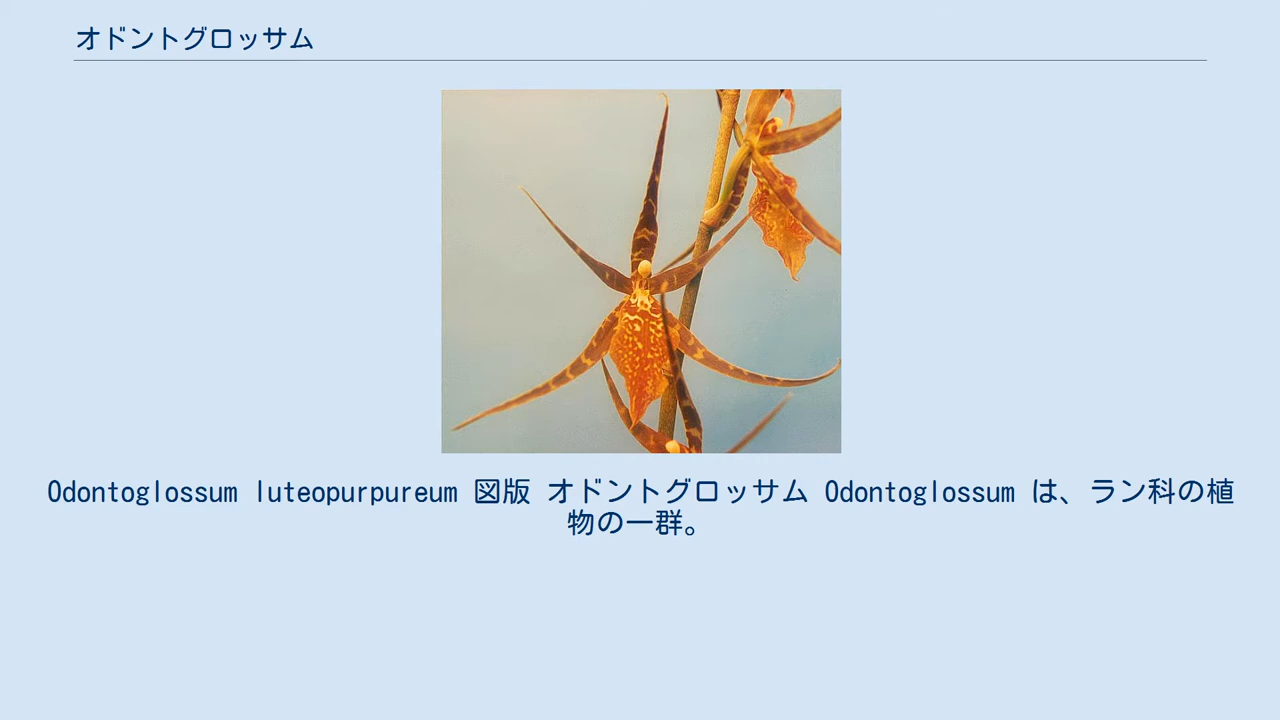 オドントグロッサム
Odontoglossum luteopurpureum 図版 オドントグロッサム Odontoglossum は、ラン科の植
物の一群。